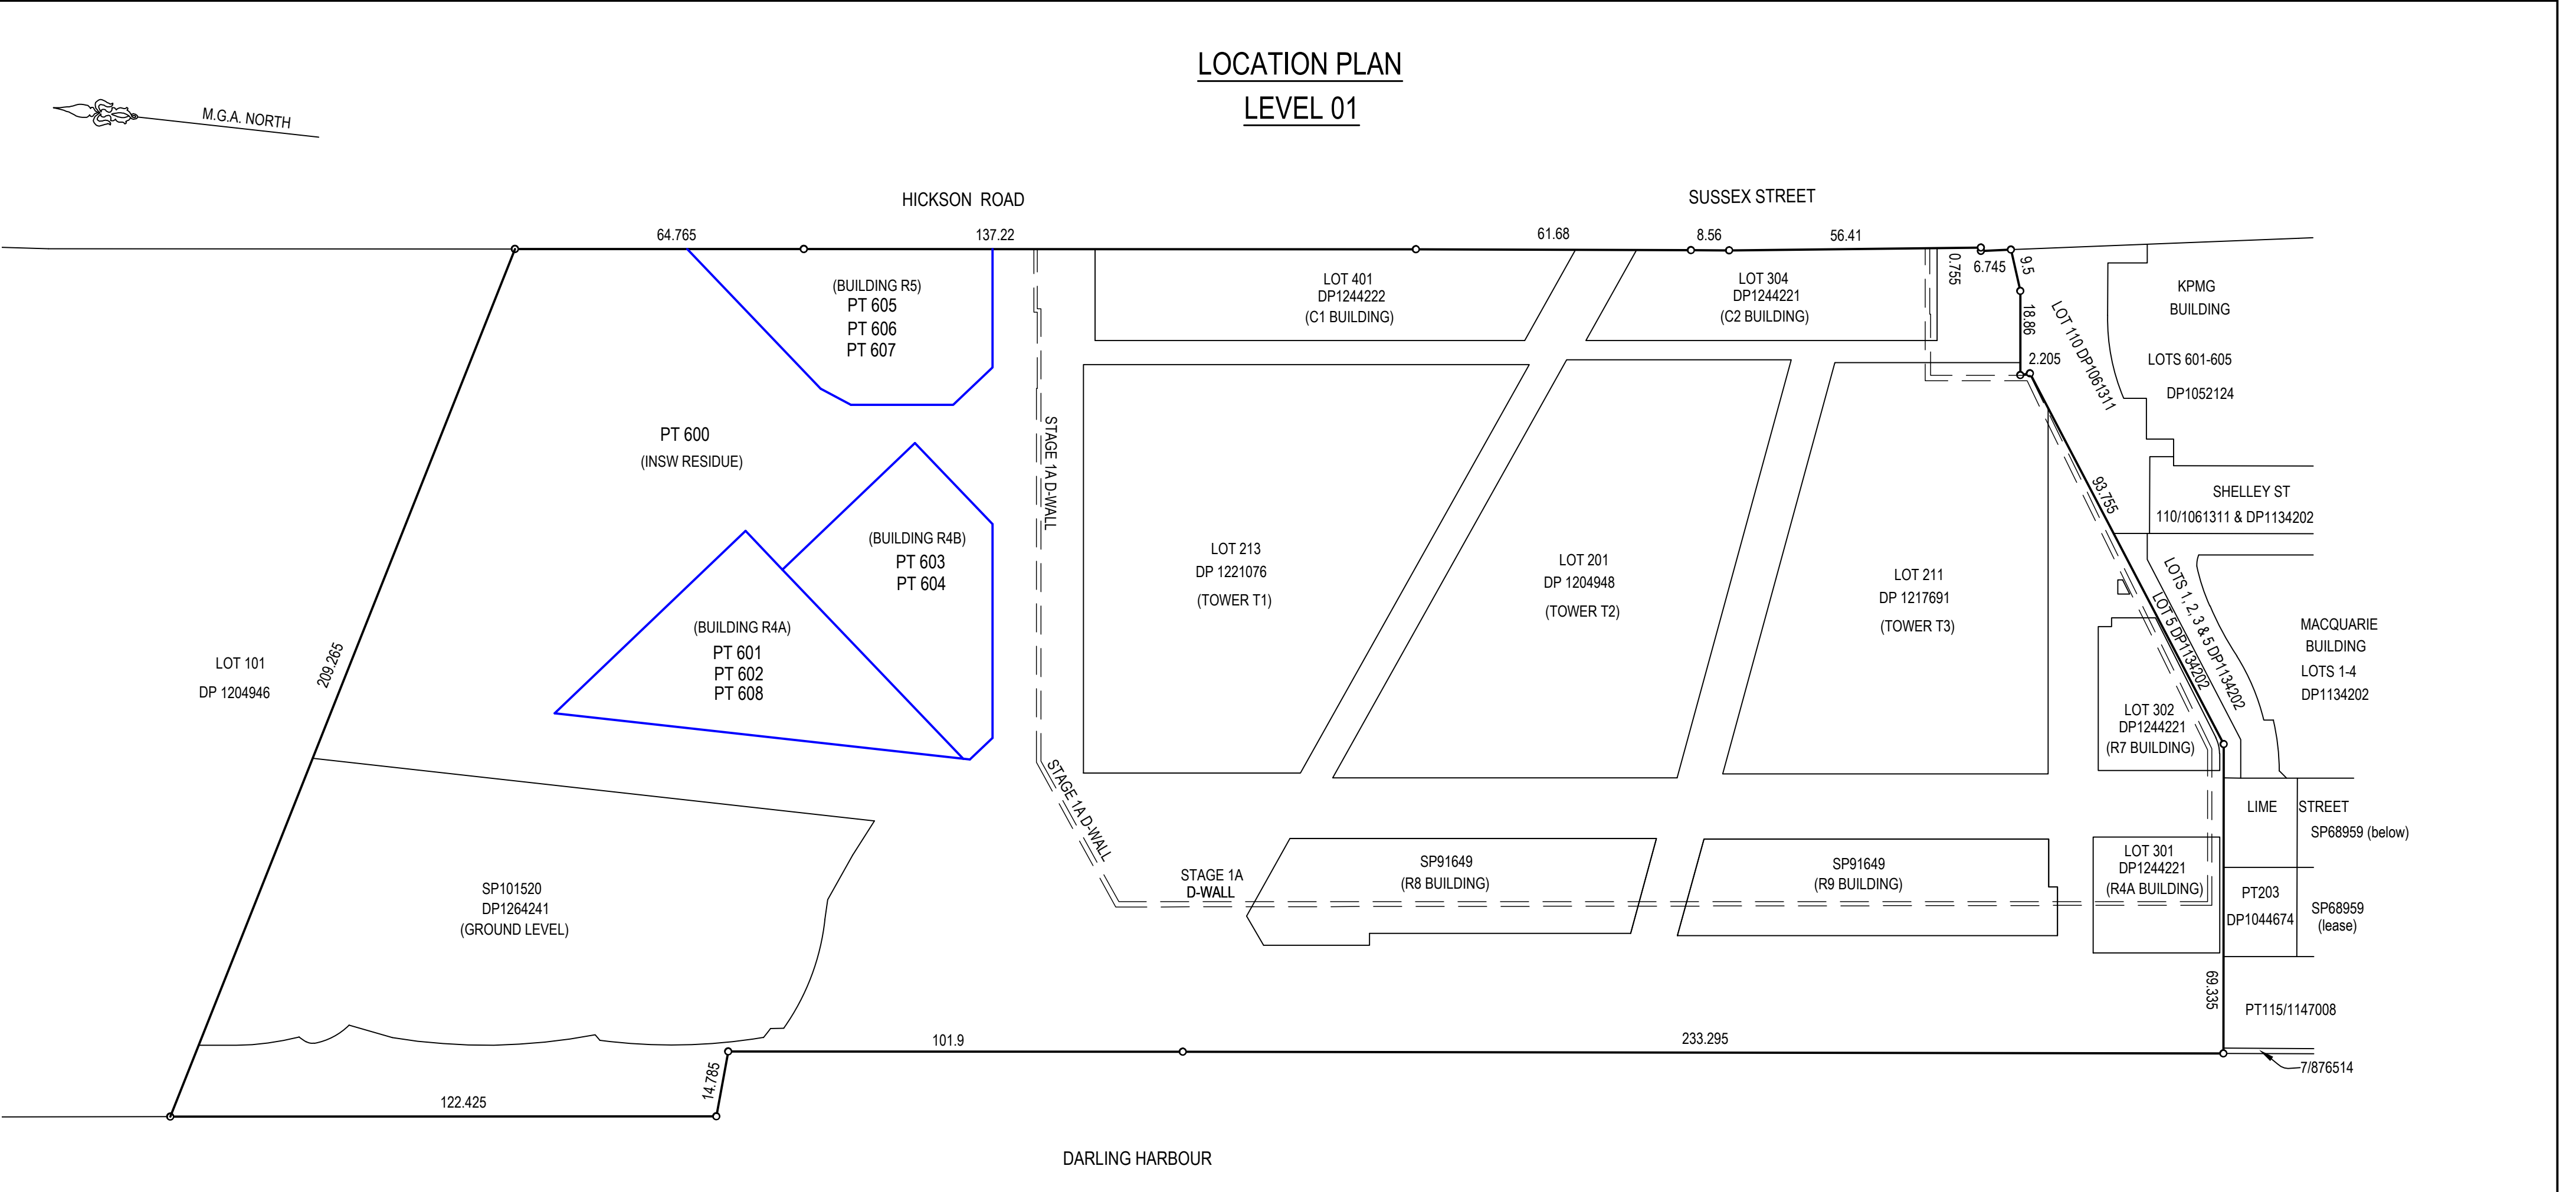 LOCATION PLAN
LEVEL 01
M.G.A. NORTH
HICKSON ROAD
SUSSEX STREET
64.765
137.22
61.68
8.56
56.41
0.755
6.745
9.5
18.86
2.205
(BUILDING R5)
PT 605
PT 606
PT 607
LOT 401
DP1244222
(C1 BUILDING)
LOT 304
DP1244221
(C2 BUILDING)
LOT 110 DP1061311
KPMG
BUILDING
LOTS 601-605
DP1052124
PT 600
(INSW RESIDUE)
STAGE 1A D-WALL
93.755
SHELLEY ST
110/1061311 & DP1134202
(BUILDING R4B)
PT 603
PT 604
LOT 213
DP 1221076
(TOWER T1)
LOT 201
DP 1204948
(TOWER T2)
LOT 211
DP 1217691
(TOWER T3)
LOTS 1, 2, 3 & 5 DP1134202
LOT 5 DP1134202
(BUILDING R4A)
PT 601
PT 602
PT 608
MACQUARIE
BUILDING
LOTS 1-4
DP1134202
LOT 101
DP 1204946
209.265
LOT 302
DP1244221
(R7 BUILDING)
STAGE 1A D-WALL
LIME STREET
SP68959 (below)
STAGE 1A
D-WALL
SP91649
(R8 BUILDING)
SP91649
(R9 BUILDING)
LOT 301
DP1244221
(R4A BUILDING)
PT203
DP1044674
SP68959
(lease)
SP101520
DP1264241
(GROUND LEVEL)
69.335
PT115/1147008
101.9
233.295
7/876514
14.785
122.425
DARLING HARBOUR